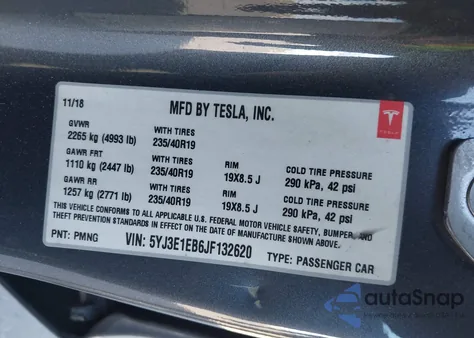 11/18 MFD BY TESLA, INC.
TESLA
GVWR WITH TIRES
2265 kg (4993 lb) 235/40R19
GAWR FRT WITH TIRES RIM COLD TIRE PRESSURE
1110 kg (2447 lb) 235/40R19 19X8.5 J 290 kPa, 42 psi
GAWR RR WITH TIRES RIM COLD TIRE PRESSURE
1257 kg (2771 lb) 235/40R19 19X8.5 J 290 kPa, 42 psi
THIS VEHICLE CONFORMS TO ALL APPLICABLE U.S. FEDERAL MOTOR VEHICLE SAFETY, BUMPER, AND
THEFT PREVENTION STANDARDS IN EFFECT ON THE DATE OF MANUFACTURE SHOWN ABOVE.
PNT: PMNG VIN: 5YJ3E1EB6JF132620 TYPE: PASSENGER CAR
autoSnap